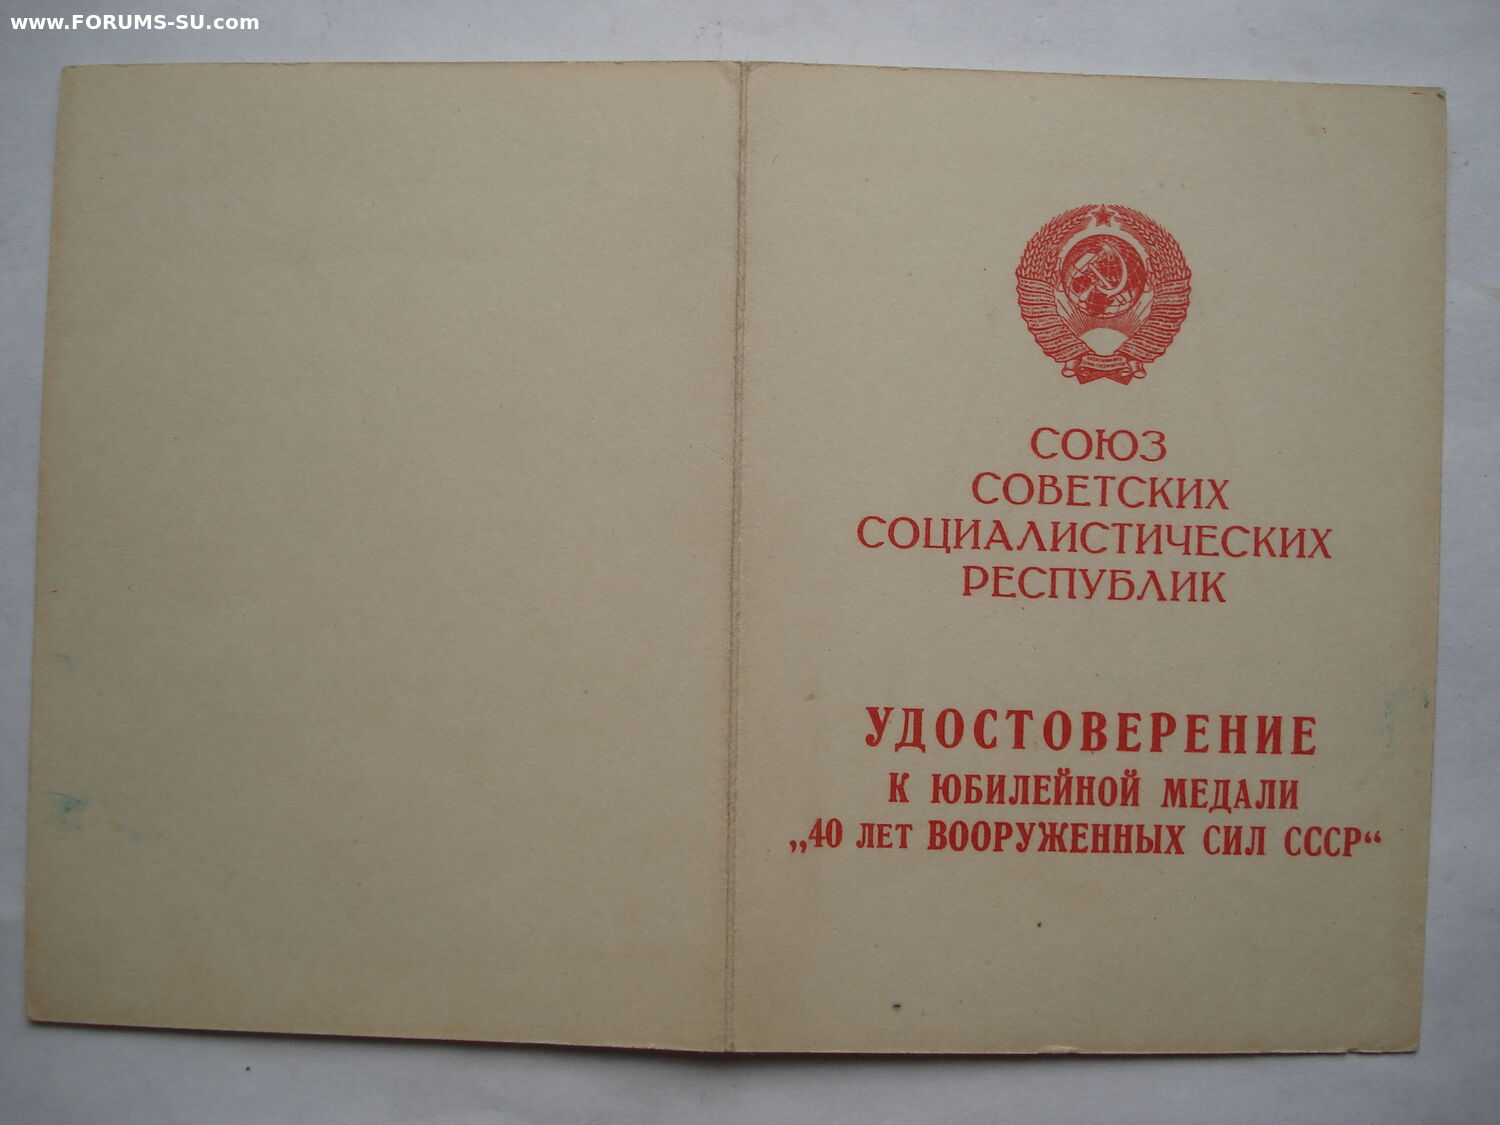 www.FORUMS-SU.com
СОЮЗ
СОВЕТСКИХ
СОЦИАЛИСТИЧЕСКИХ
РЕСПУБЛИК
УДОСТОВЕРЕНИЕ
К ЮБИЛЕЙНОЙ МЕДАЛИ
„40 ЛЕТ ВООРУЖЕННЫХ СИЛ СССР“